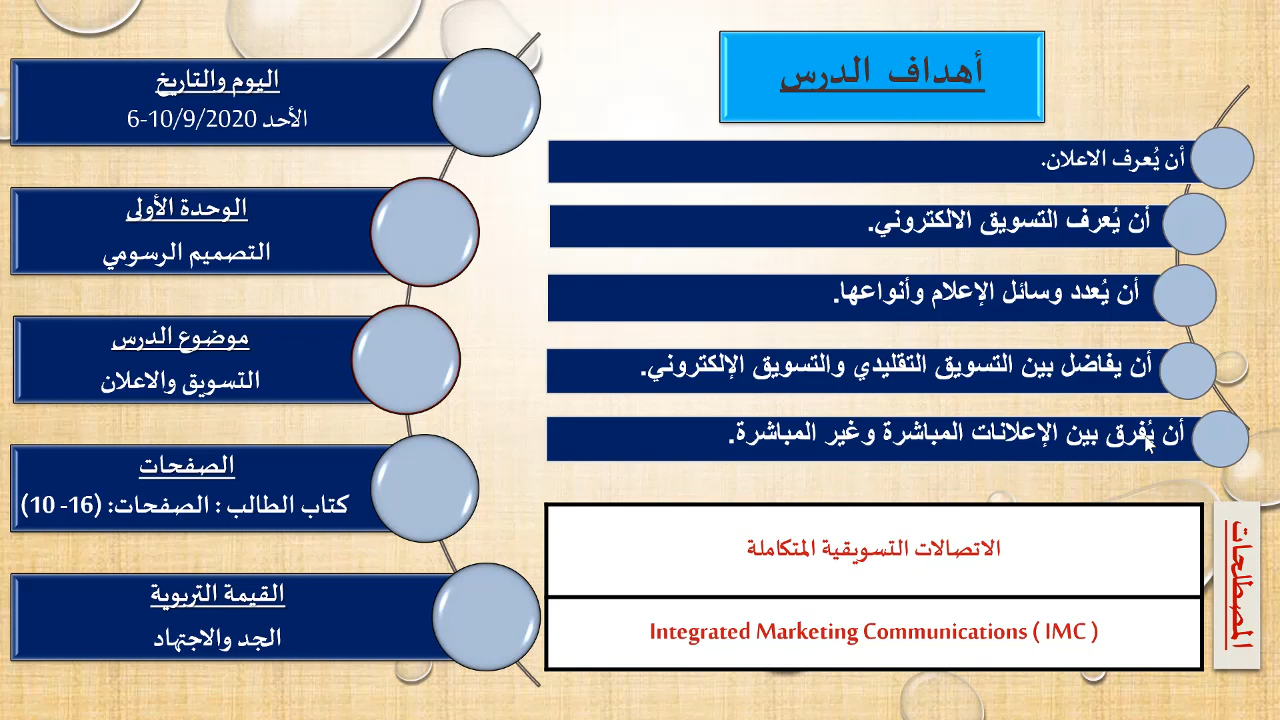 أهداف الدرس
أن يُعرف الاعلان.
أن يُعرف التسويق الالكتروني.
أن يُعدد وسائل الإعلام وأنواعها.
أن يفاضل بين التسويق التقليدي والتسويق الإلكتروني.
أن يُفرق بين الإعلانات المباشرة وغير المباشرة.
المصطلحات
الاتصالات التسويقية المتكاملة
Integrated Marketing Communications ( IMC )
اليوم والتاريخ
الأحد 6-10/9/2020
الوحدة الأولى
التصميم الرسومي
موضوع الدرس
التسويق والاعلان
الصفحات
كتاب الطالب : الصفحات: (16- 10)
القيمة التربوية
الجد والاجتهاد